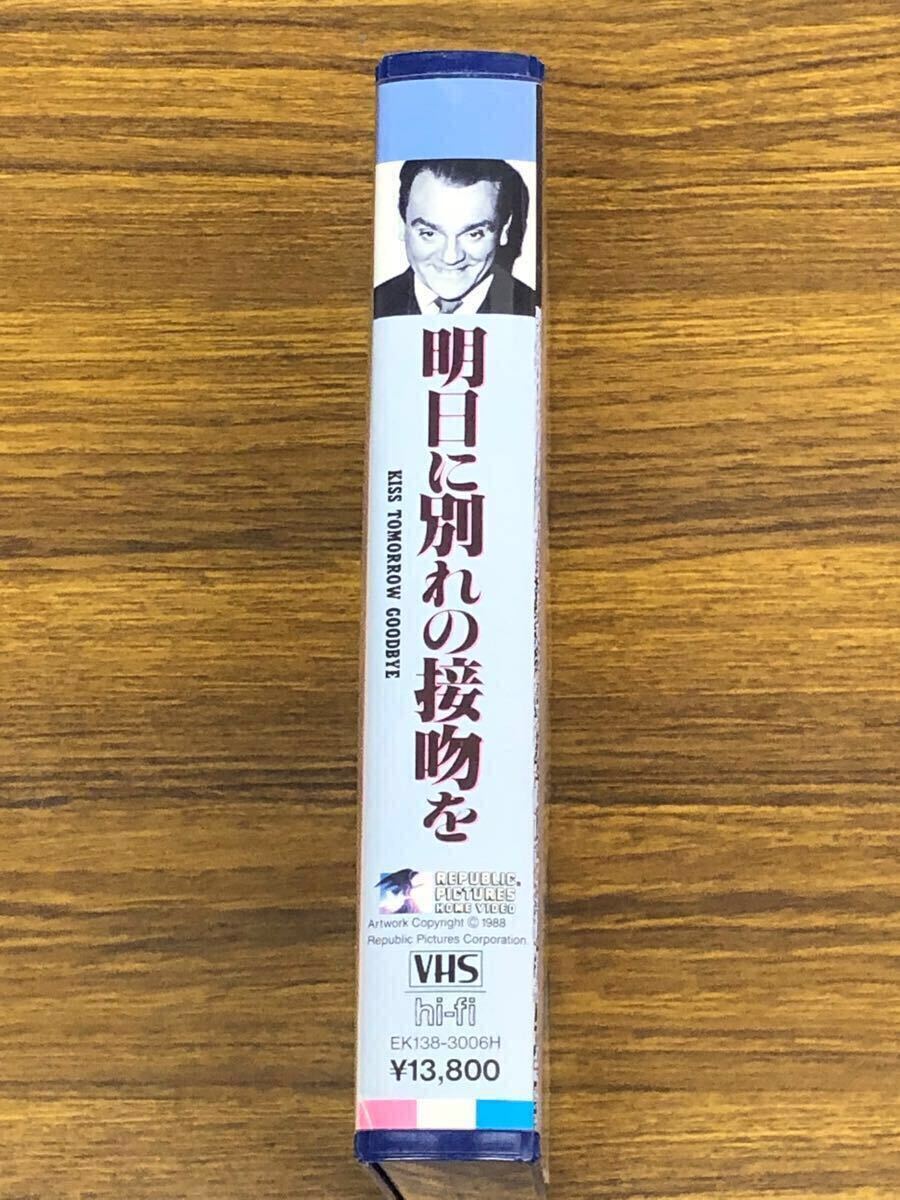 明日に別れの接吻を
KISS TOMORROW GOODBYE
REPUBLIC
PICTURES
HOME VIDEO
Artwork Copyright © 1988
Republic Pictures Corporation.
VHS
hi-fi
EK138-3006H
¥13,800